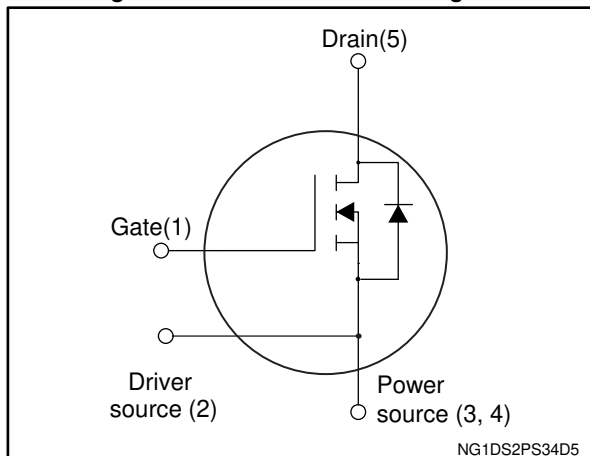 Drain(5)
Gate(1)
Driver
source (2)
Power
source (3, 4)
NG1DS2PS34D5